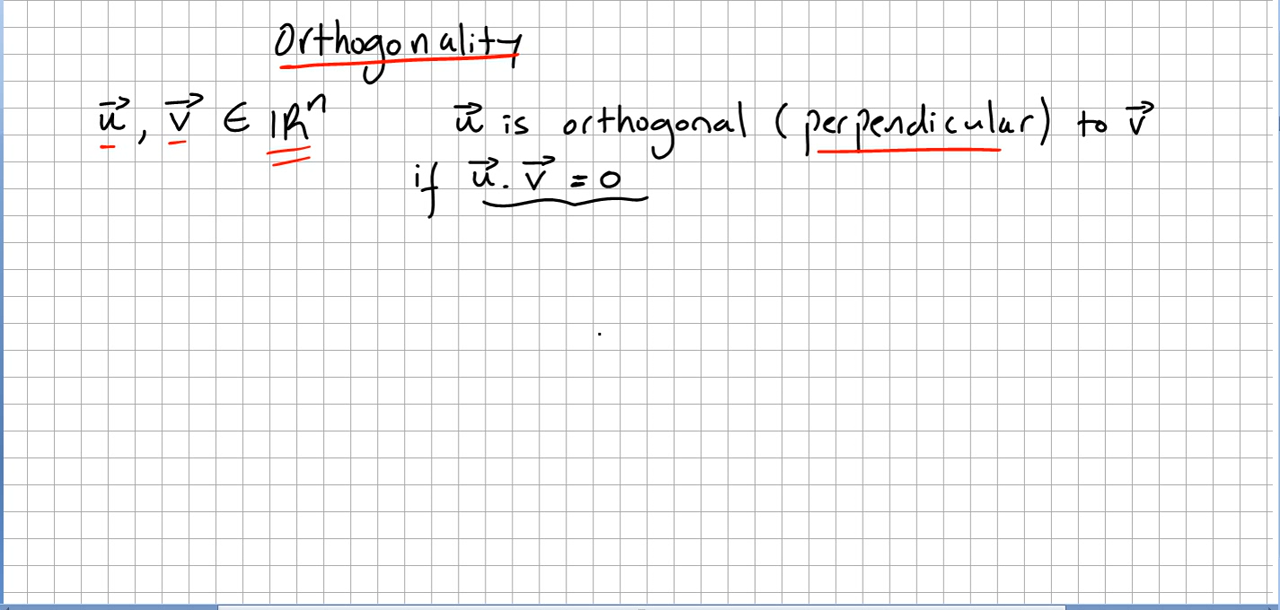 Orthogonality
u⃗, v⃗ ∈ ℝⁿ u⃗ is orthogonal (perpendicular) to v⃗
if u⃗. v⃗ = 0